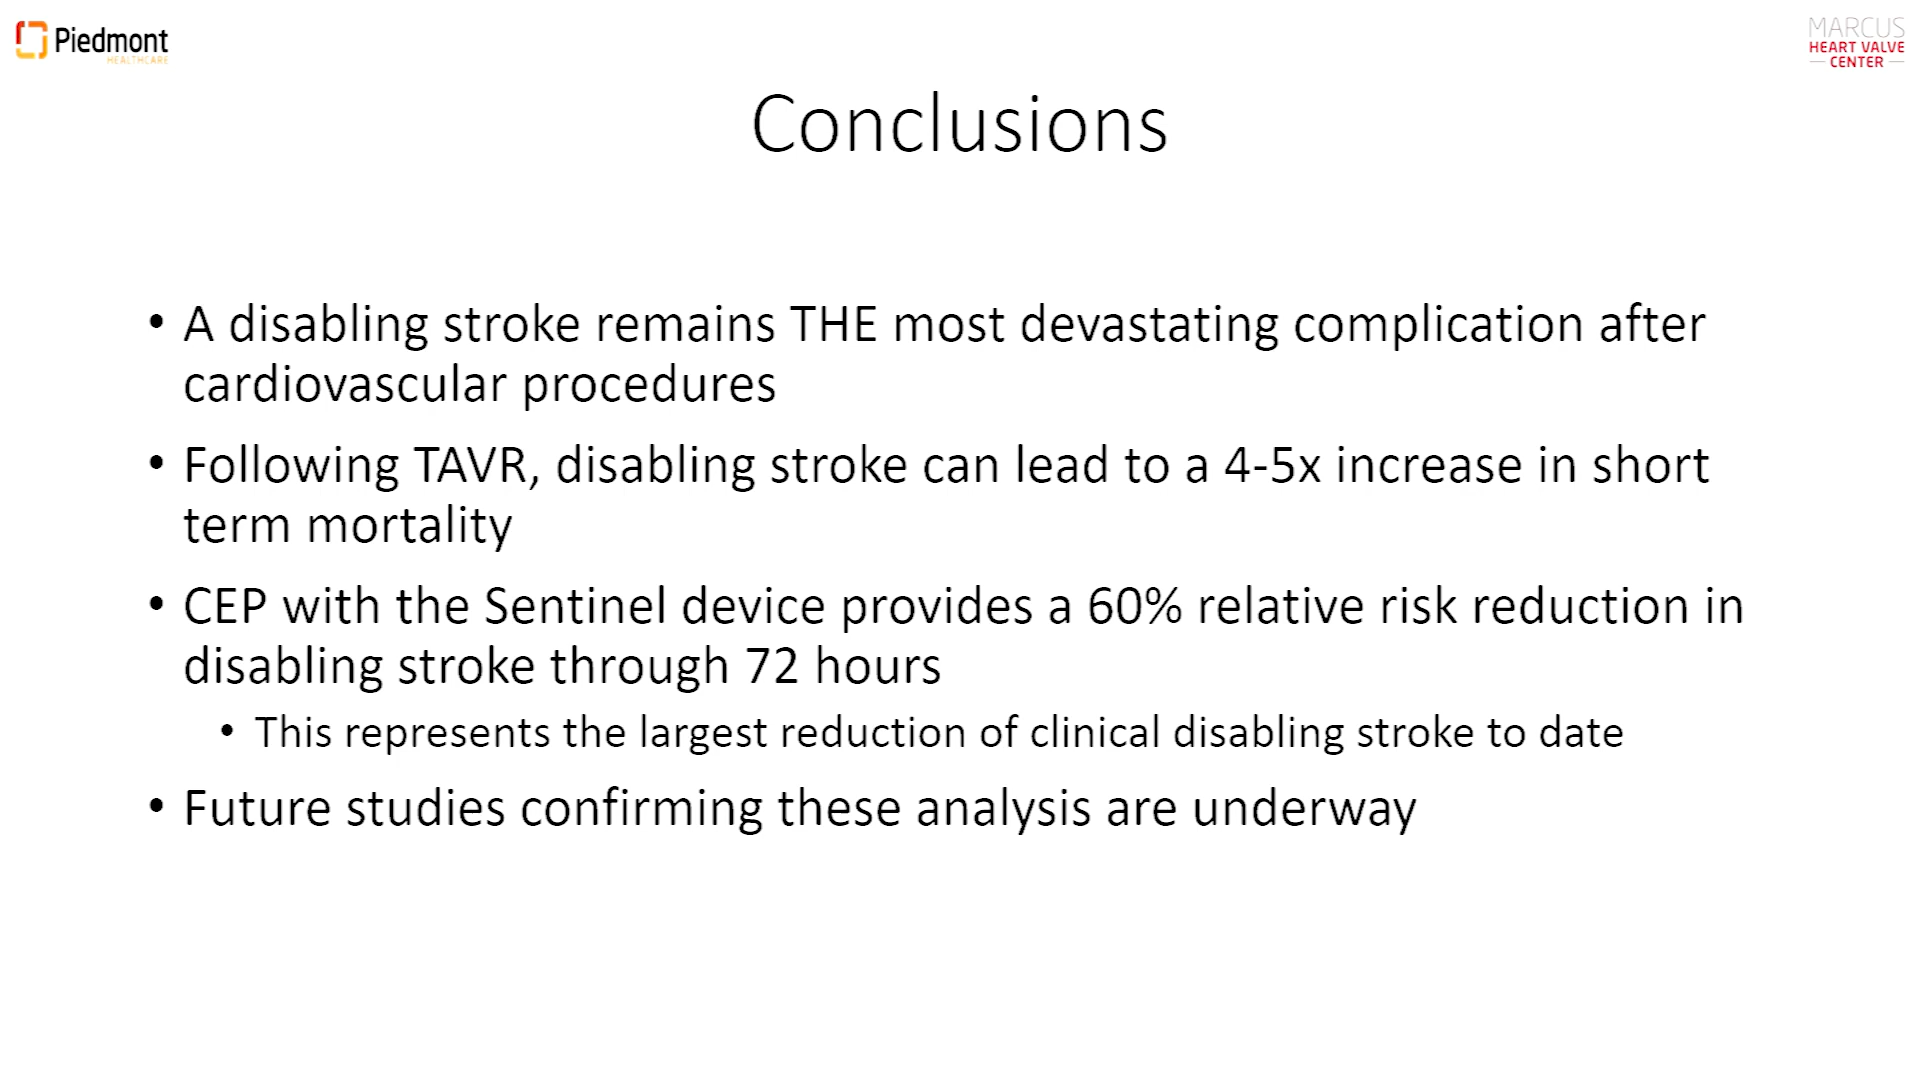 Piedmont
HEALTHCARE
MARCUS
HEART VALVE
CENTER
Conclusions
• A disabling stroke remains THE most devastating complication after
cardiovascular procedures
• Following TAVR, disabling stroke can lead to a 4-5x increase in short
term mortality
• CEP with the Sentinel device provides a 60% relative risk reduction in
disabling stroke through 72 hours
• This represents the largest reduction of clinical disabling stroke to date
• Future studies confirming these analysis are underway